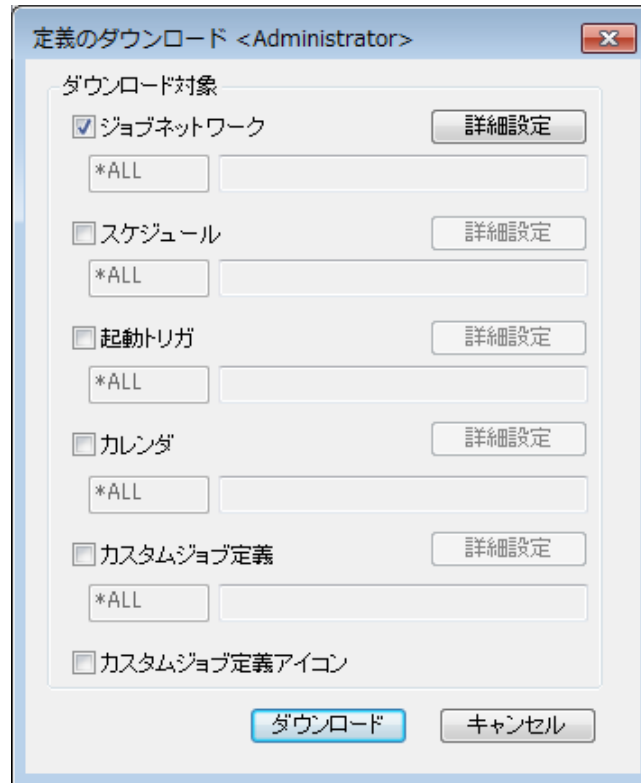 定義のダウンロード <Administrator>
ダウンロード対象
ジョブネットワーク 詳細設定
*ALL
スケジュール 詳細設定
*ALL
起動トリガ 詳細設定
*ALL
カレンダ 詳細設定
*ALL
カスタムジョブ定義 詳細設定
*ALL
カスタムジョブ定義アイコン
ダウンロード キャンセル